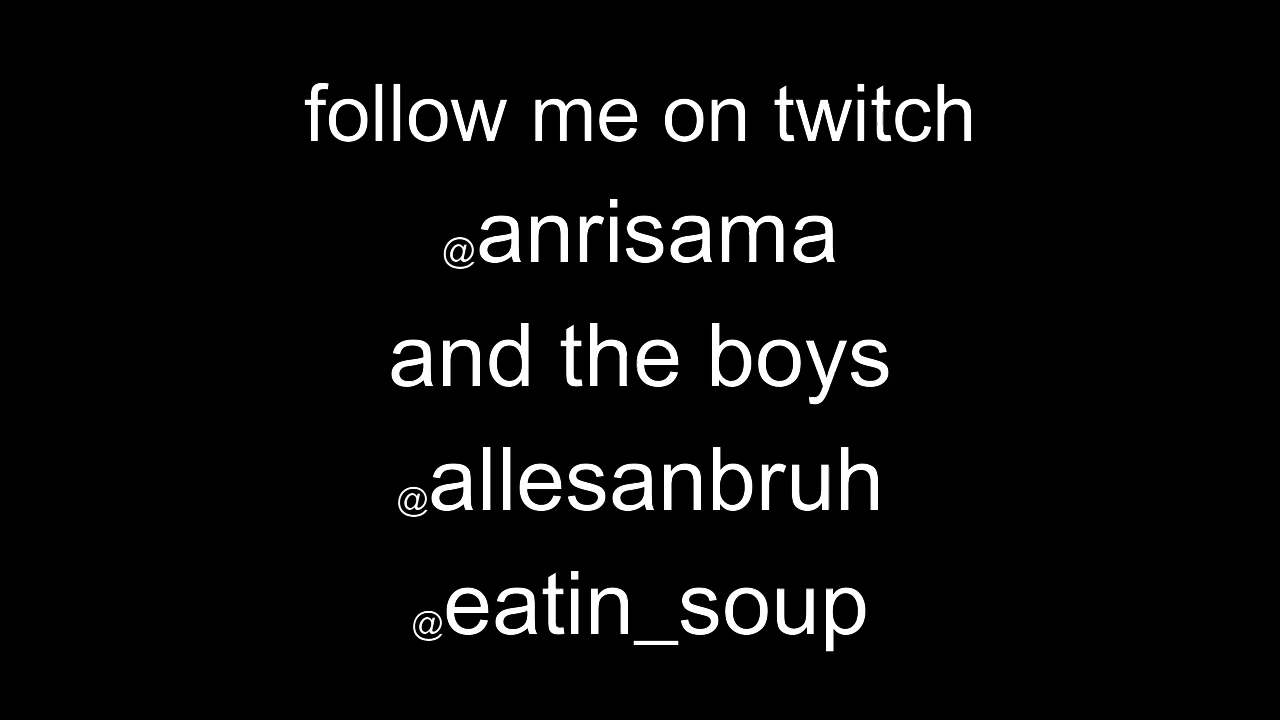 follow me on twitch
@anrisama
and the boys
@allesanbruh
@eatin_soup